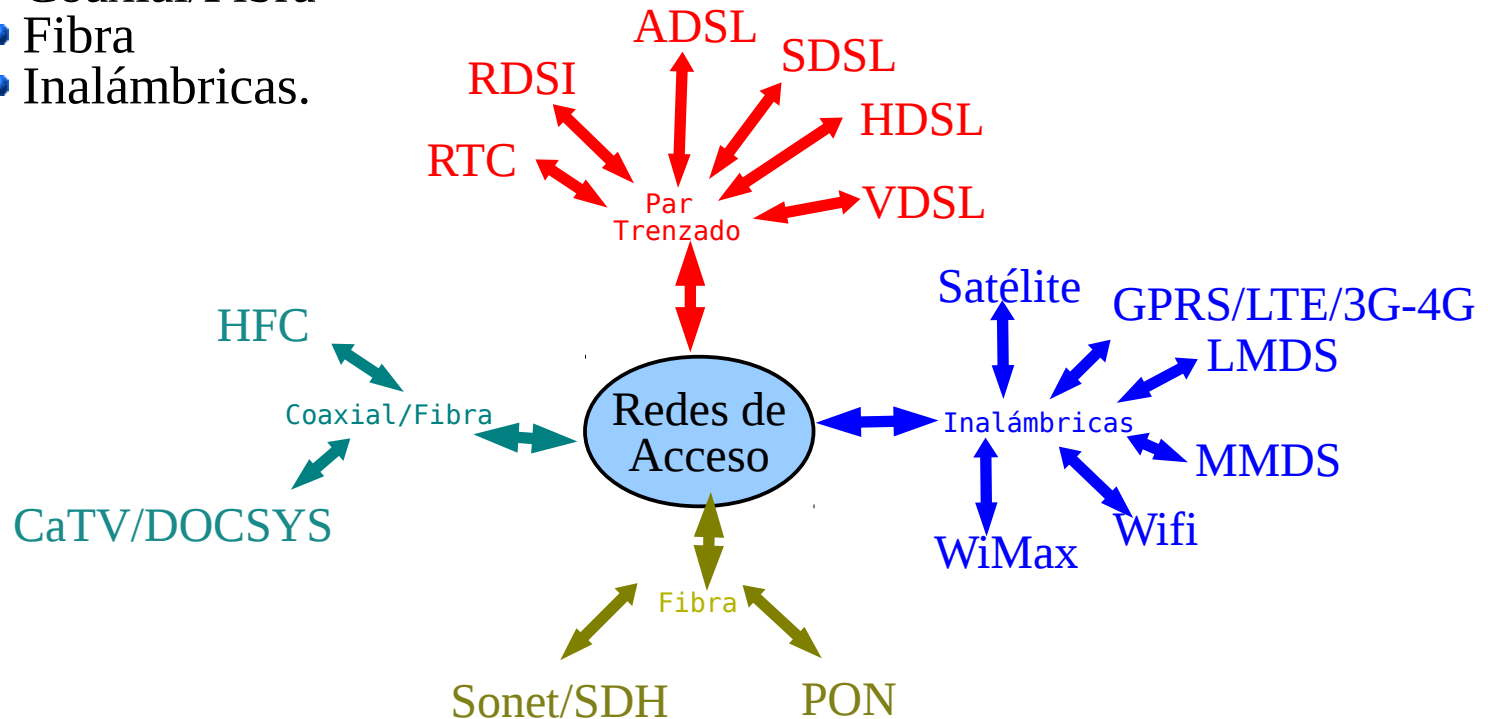 Fibra
Inalámbricas.
ADSL
SDSL
RDSI
HDSL
RTC
VDSL
Par
Trenzado
Satélite
GPRS/LTE/3G-4G
HFC
LMDS
Coaxial/Fibra
Redes de
Acceso
Inalámbricas
MMDS
CaTV/DOCSYS
Wifi
WiMax
Fibra
Sonet/SDH
PON